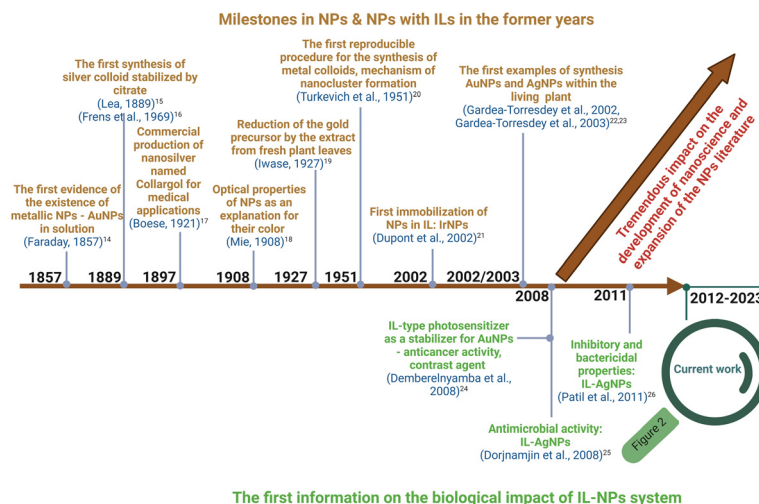 Milestones in NPs & NPs with ILs in the former years
The first synthesis of
silver colloid stabilized by
citrate
(Lea, 1889)15
(Frens et al., 1969)16
Commercial
production of
nanosilver
named
Collargol for
medical
applications
(Boese, 1921)17
The first evidence of
the existence of
metallic NPs - AuNPs
in solution
(Faraday, 1857)14
Optical properties
of NPs as an
explanation for
their color
(Mie, 1908)18
Reduction of the gold
precursor by the extract
from fresh plant leaves
(Iwase, 1927)19
The first reproducible
procedure for the synthesis of
metal colloids, mechanism of
nanocluster formation
(Turkevich et al., 1951)20
First immobilization of
NPs in IL: IrNPs
(Dupont et al., 2002)21
The first examples of synthesis
AuNPs and AgNPs within the
living plant
(Gardea-Torresdey et al., 2002,
Gardea-Torresdey et al., 2003)22,23
Tremendous impact on the
development of nanoscience and
expansion of the NPs literature
1857
1889
1897
1908
1927
1951
2002
2002/2003
2008
2011
2012-2023
IL-type photosensitizer
as a stabilizer for AuNPs
- anticancer activity,
contrast agent
(Demberelnyamba et al.,
2008)24
Antimicrobial activity:
IL-AgNPs
(Dorjnamjin et al., 2008)25
Inhibitory and
bactericidal
properties:
IL-AgNPs
(Patil et al., 2011)26
Current work
Figure 2
The first information on the biological impact of IL-NPs system